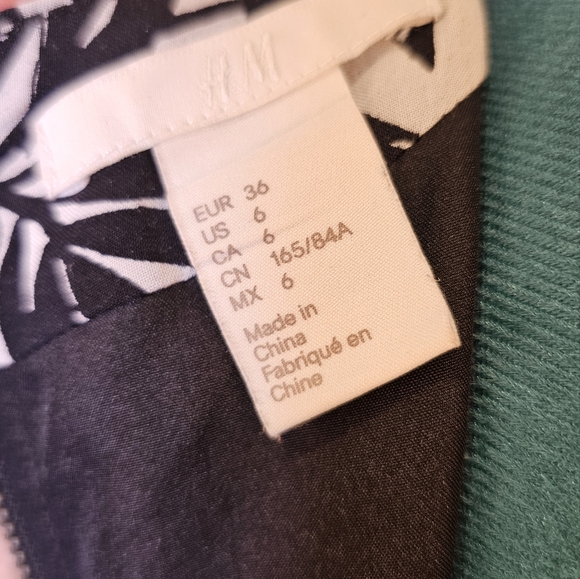 H&M
EUR 36
US 6
CA 6
CN 165/84A
MX 6
Made in
China
Fabriqué en
Chine